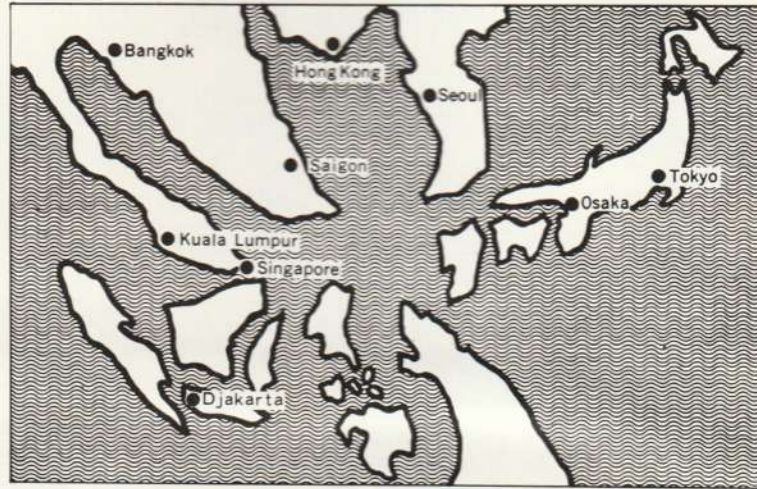 Bangkok
Hong Kong
Seoul
Saigon
Tokyo
Osaka
Kuala Lumpur
Singapore
Djakarta